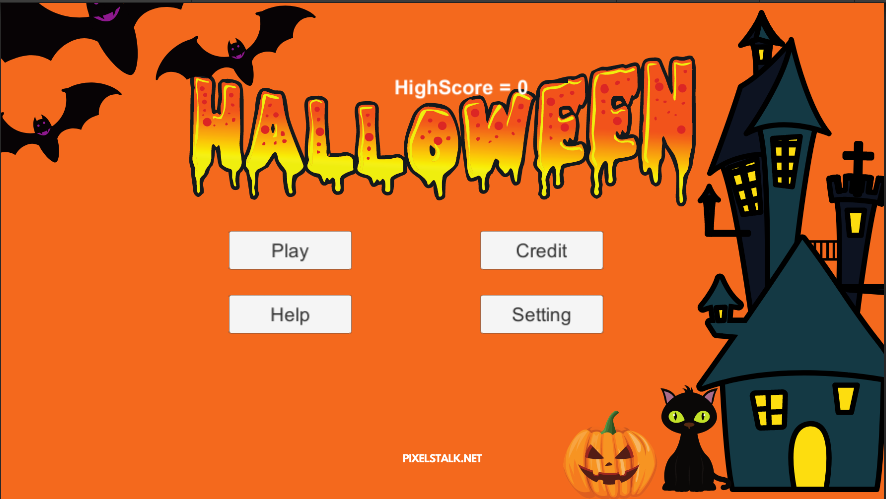 HighScore = 0
HALLOWEEN
Play
Credit
Help
Setting
PIXELSTALK.NET